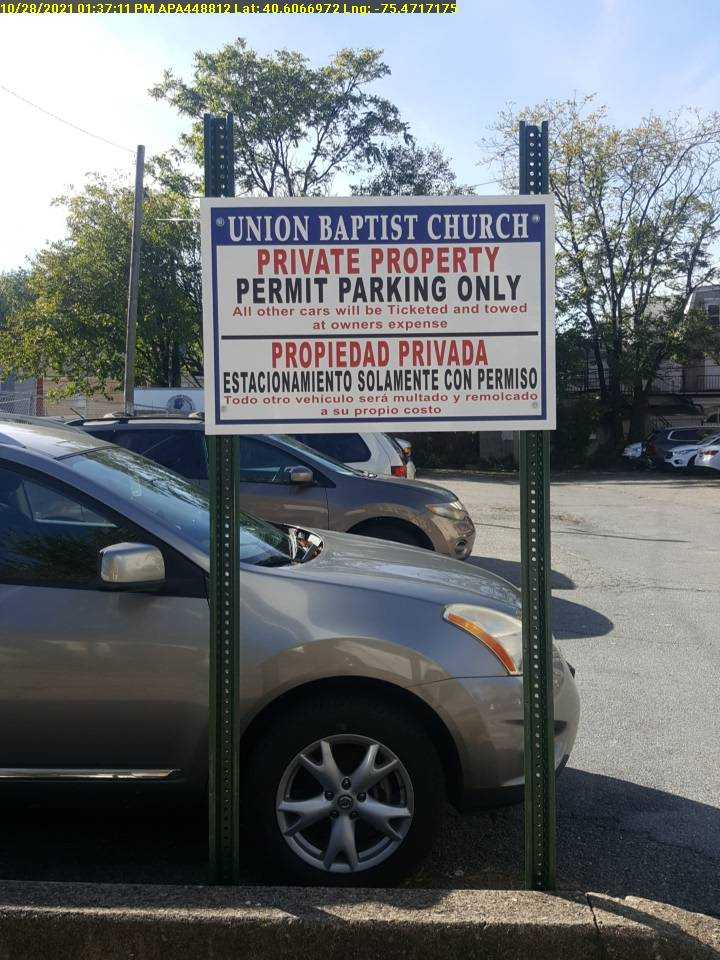 10/28/2021 01:37:11 PM APA448812 Lat: 40.6066972 Lng: -75.4717175
UNION BAPTIST CHURCH
PRIVATE PROPERTY
PERMIT PARKING ONLY
All other cars will be Ticketed and towed
at owners expense
PROPIEDAD PRIVADA
ESTACIONAMIENTO SOLAMENTE CON PERMISO
Todo otro vehículo será multado y remolcado
a su propio costo